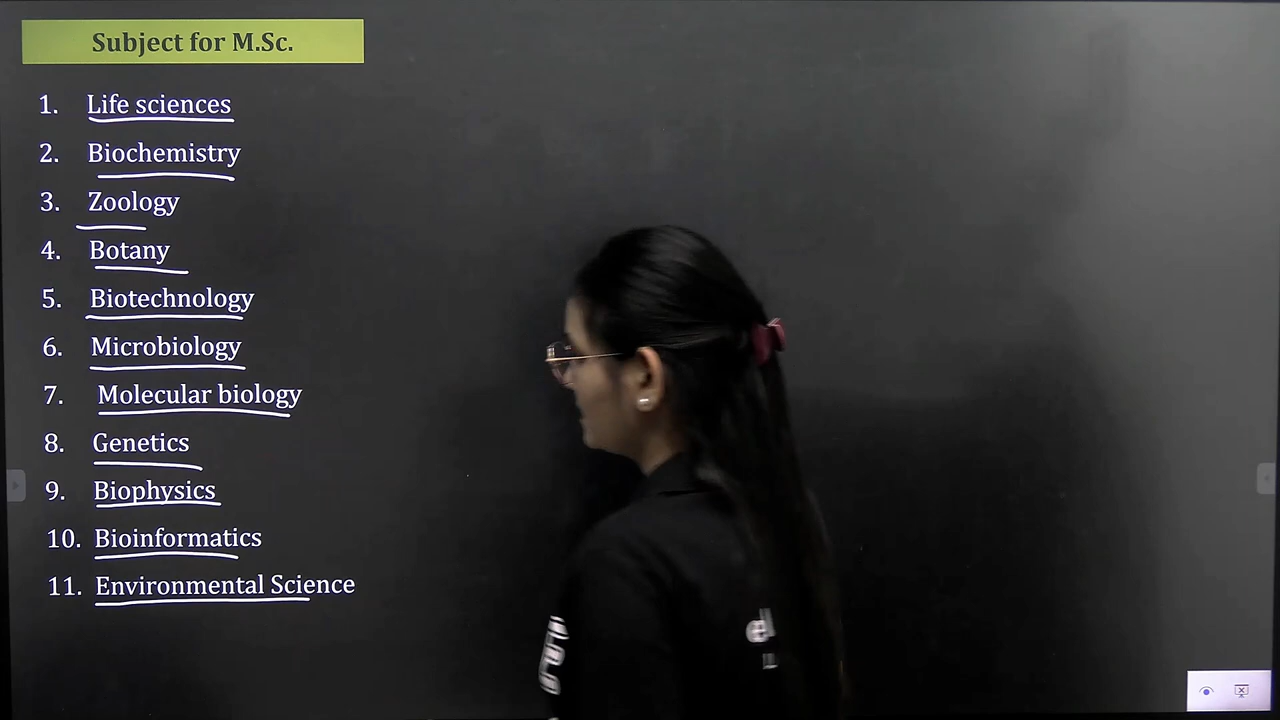 Subject for M.Sc.
1. Life sciences
2. Biochemistry
3. Zoology
4. Botany
5. Biotechnology
6. Microbiology
7. Molecular biology
8. Genetics
9. Biophysics
10. Bioinformatics
11. Environmental Science